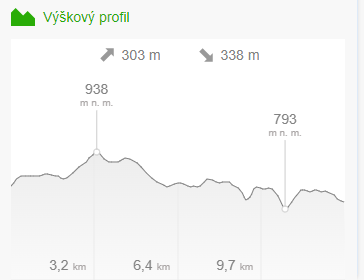 Výškový profil
303 m 338 m
938
m n. m.
793
m n. m.
3,2 km 6,4 km 9,7 km